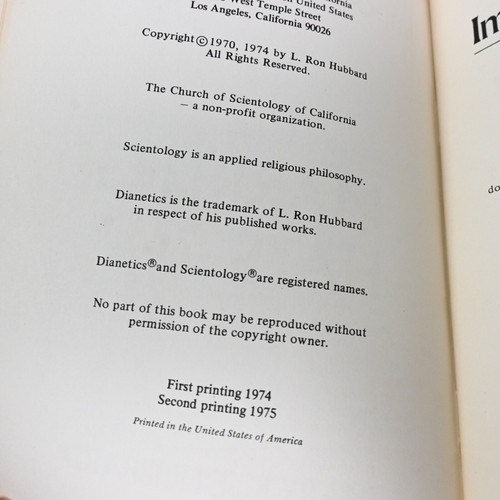 United States
West Temple Street
Los Angeles, California 90026
Copyright © 1970, 1974 by L. Ron Hubbard
All Rights Reserved.
The Church of Scientology of California
– a non-profit organization.
Scientology is an applied religious philosophy.
Dianetics is the trademark of L. Ron Hubbard
in respect of his published works.
Dianetics® and Scientology® are registered names.
No part of this book may be reproduced without
permission of the copyright owner.
First printing 1974
Second printing 1975
Printed in the United States of America
Im
do